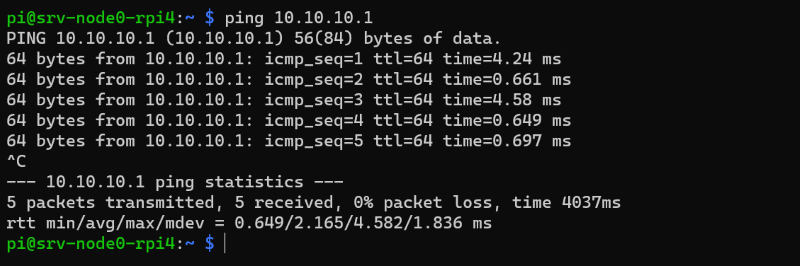 pi@srv-node0-rpi4:~ $ ping 10.10.10.1
PING 10.10.10.1 (10.10.10.1) 56(84) bytes of data.
64 bytes from 10.10.10.1: icmp_seq=1 ttl=64 time=4.24 ms
64 bytes from 10.10.10.1: icmp_seq=2 ttl=64 time=0.661 ms
64 bytes from 10.10.10.1: icmp_seq=3 ttl=64 time=4.58 ms
64 bytes from 10.10.10.1: icmp_seq=4 ttl=64 time=0.649 ms
64 bytes from 10.10.10.1: icmp_seq=5 ttl=64 time=0.697 ms
^C
--- 10.10.10.1 ping statistics ---
5 packets transmitted, 5 received, 0% packet loss, time 4037ms
rtt min/avg/max/mdev = 0.649/2.165/4.582/1.836 ms
pi@srv-node0-rpi4:~ $